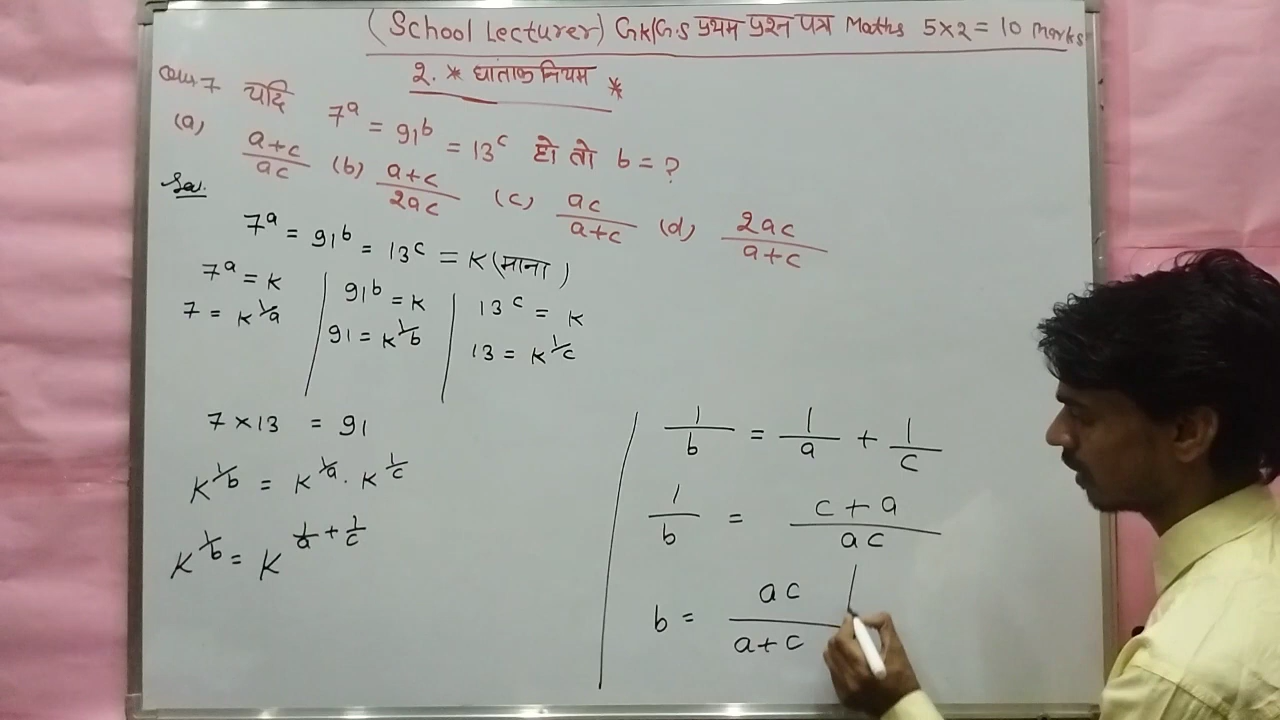 (School Lecturer) GK/G.S प्रथम प्रश्न पत्र Maths 5×2=10 Marks
2. * घातांक नियम *
Ques 7 यदि 7^a = 91^b = 13^c हो तो b = ?
(a) a+c/ac (b) a+c/2ac (c) ac/a+c (d) 2ac/a+c
Sol.
7^a = 91^b = 13^c = K (माना)
7^a = K | 91^b = K | 13^c = K
7 = K^1/a | 91 = K^1/b | 13 = K^1/c
7 × 13 = 91
K^1/b = K^1/a . K^1/c
K^1/b = K^1/a + 1/c
1/b = 1/a + 1/c
1/b = c+a/ac
b = ac/a+c